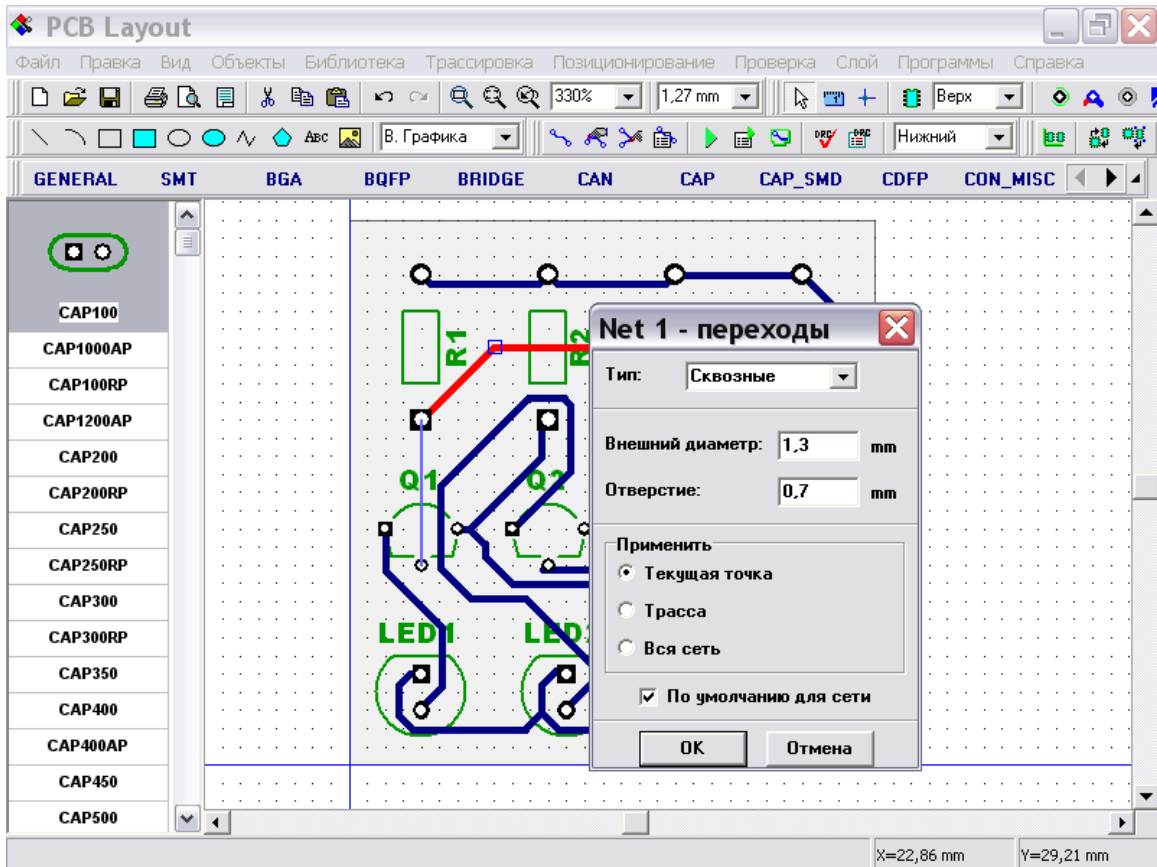 PCB Layout
Файл Правка Вид Объекты Библиотека Трассировка Позиционирование Проверка Слой Программы Справка
330% 1,27 mm Верх
ABC В. Графика DRC DRC Нижний
GENERAL SMT BGA BQFP BRIDGE CAN CAP CAP_SMD CDFP CON_MISC
CAP100
CAP1000AP
CAP100RP
CAP1200AP
CAP200
CAP200RP
CAP250
CAP250RP
CAP300
CAP300RP
CAP350
CAP400
CAP400AP
CAP450
CAP500
R1 R2
Q1 Q2
LED1 LED2
Net 1 - переходы
Тип: Сквозные
Внешний диаметр: 1,3 mm
Отверстие: 0,7 mm
Применить
Текущая точка
Трасса
Вся сеть
По умолчанию для сети
OK Отмена
X=22,86 mm Y=29,21 mm